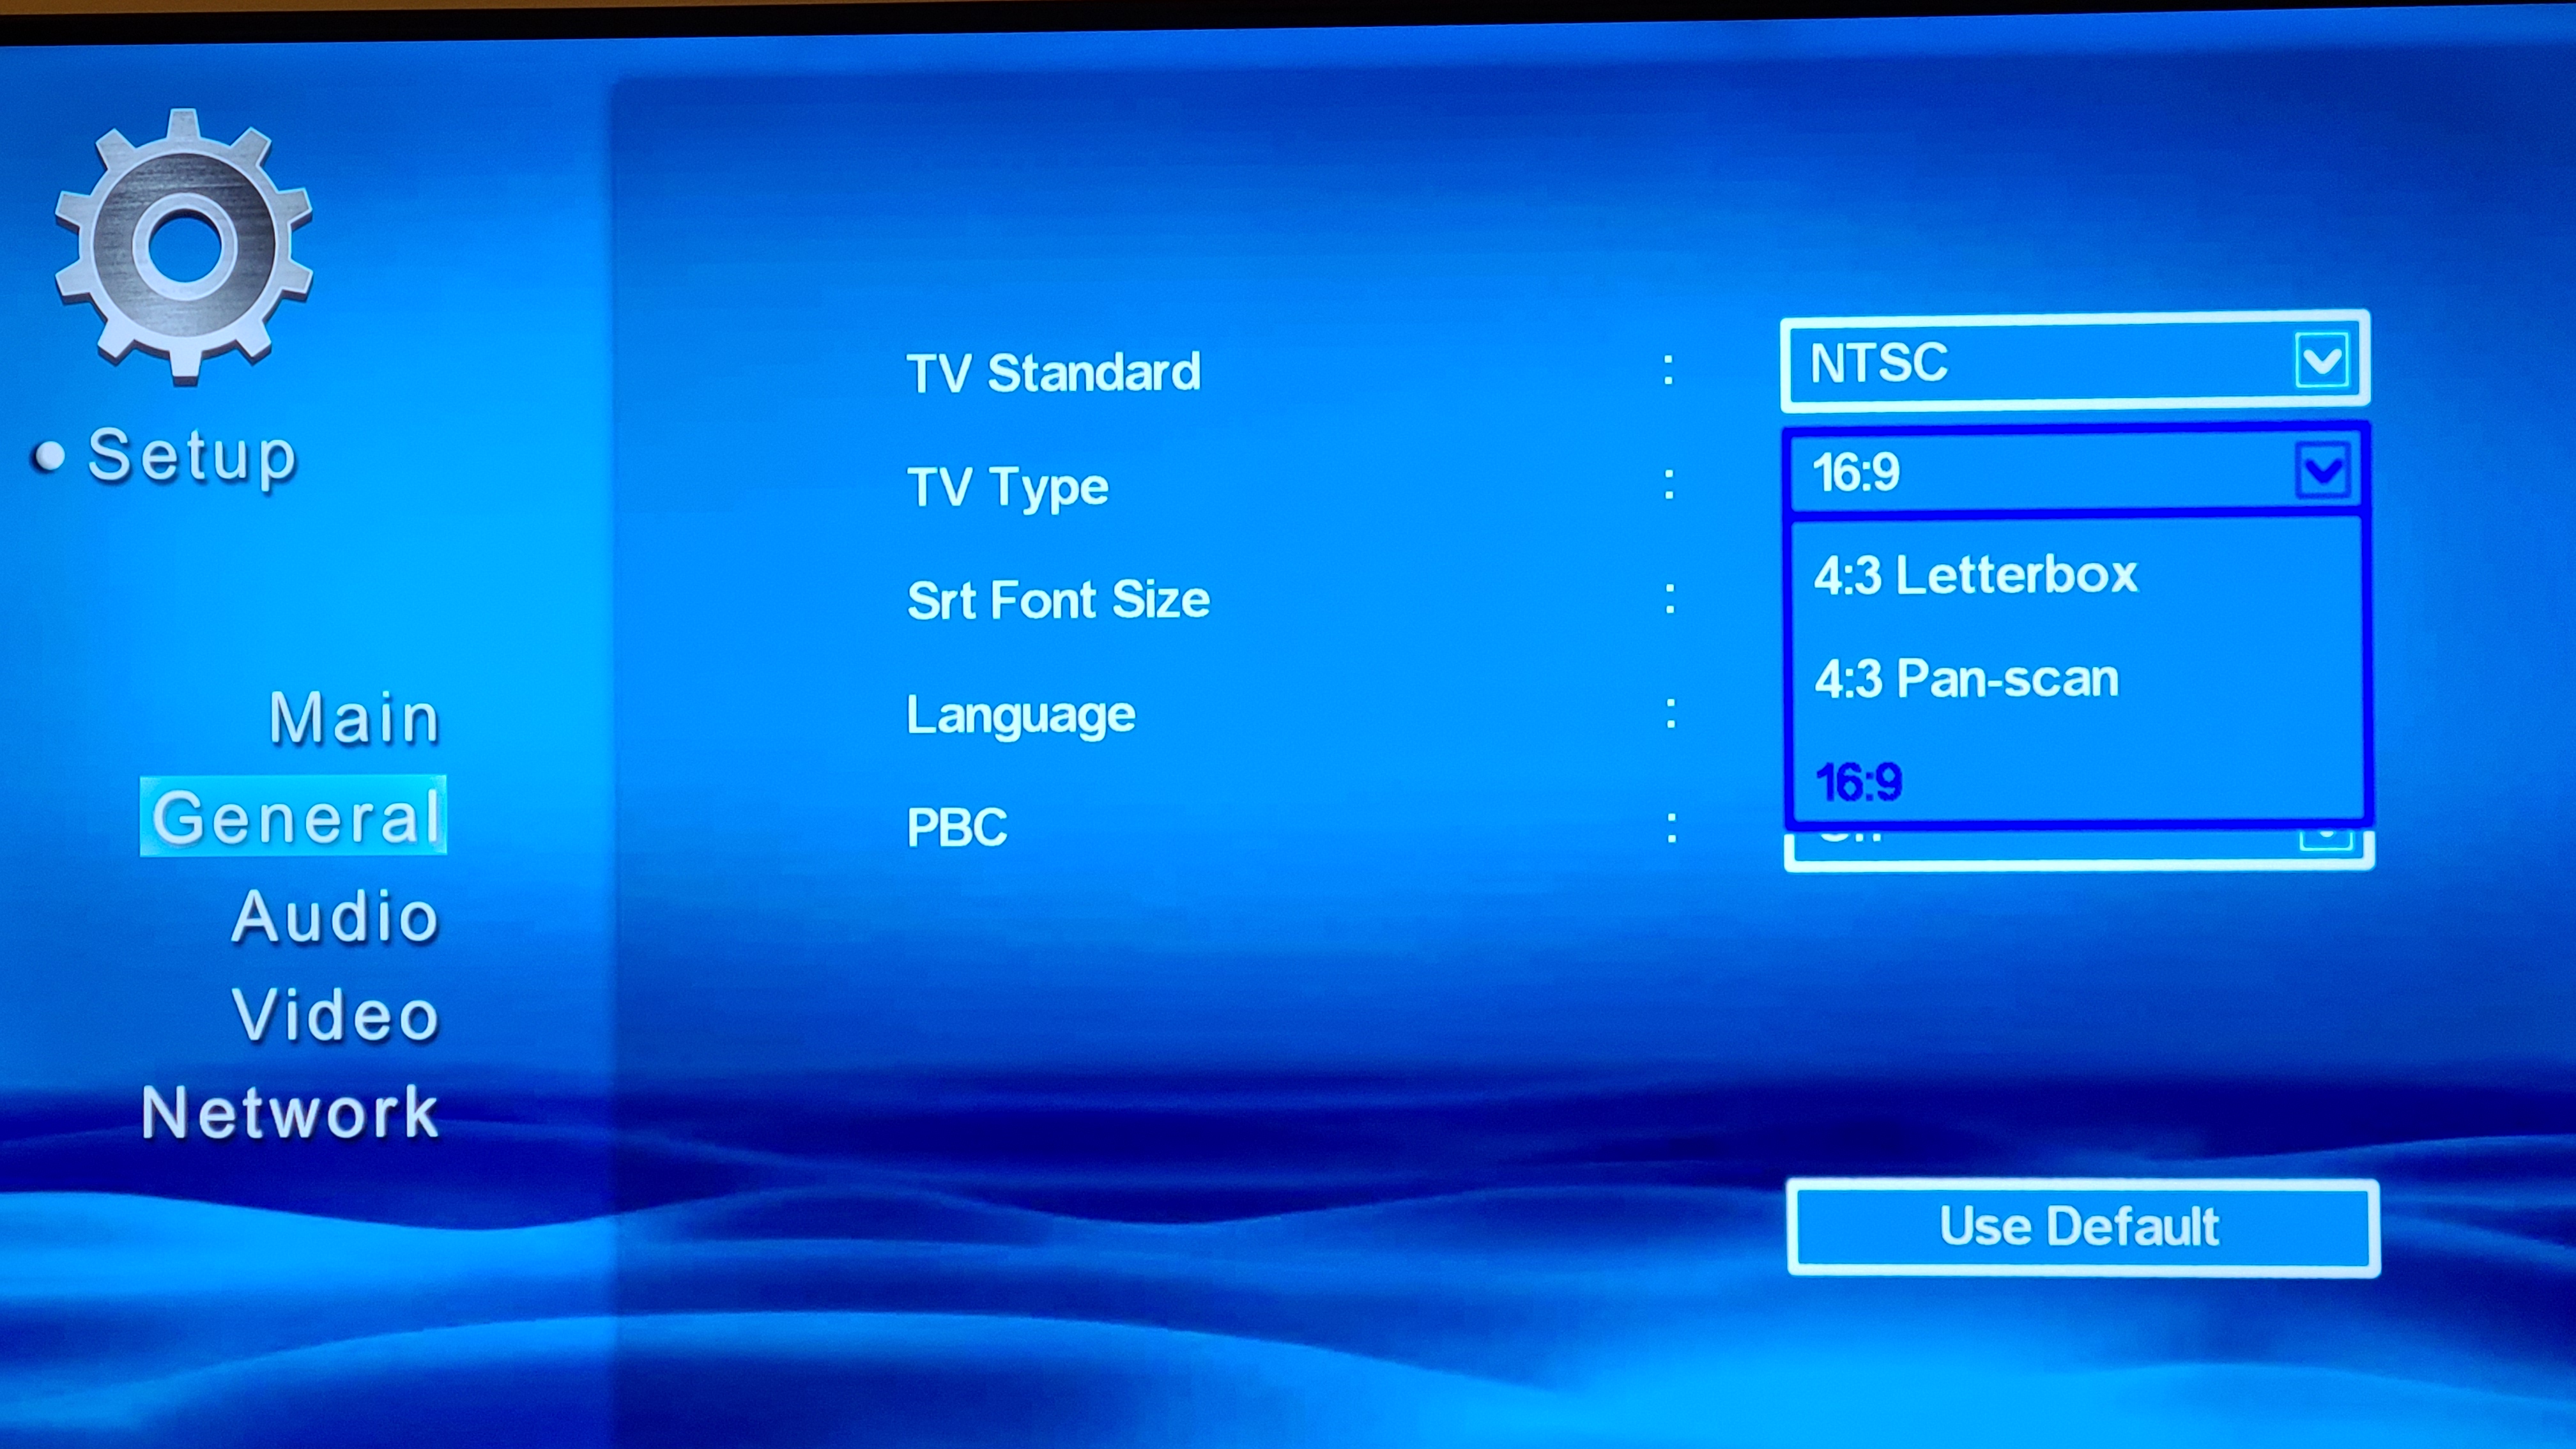 Setup
Main
General
Audio
Video
Network
TV Standard : NTSC
TV Type : 16:9
4:3 Letterbox
4:3 Pan-scan
16:9
Srt Font Size :
Language :
PBC :
Use Default